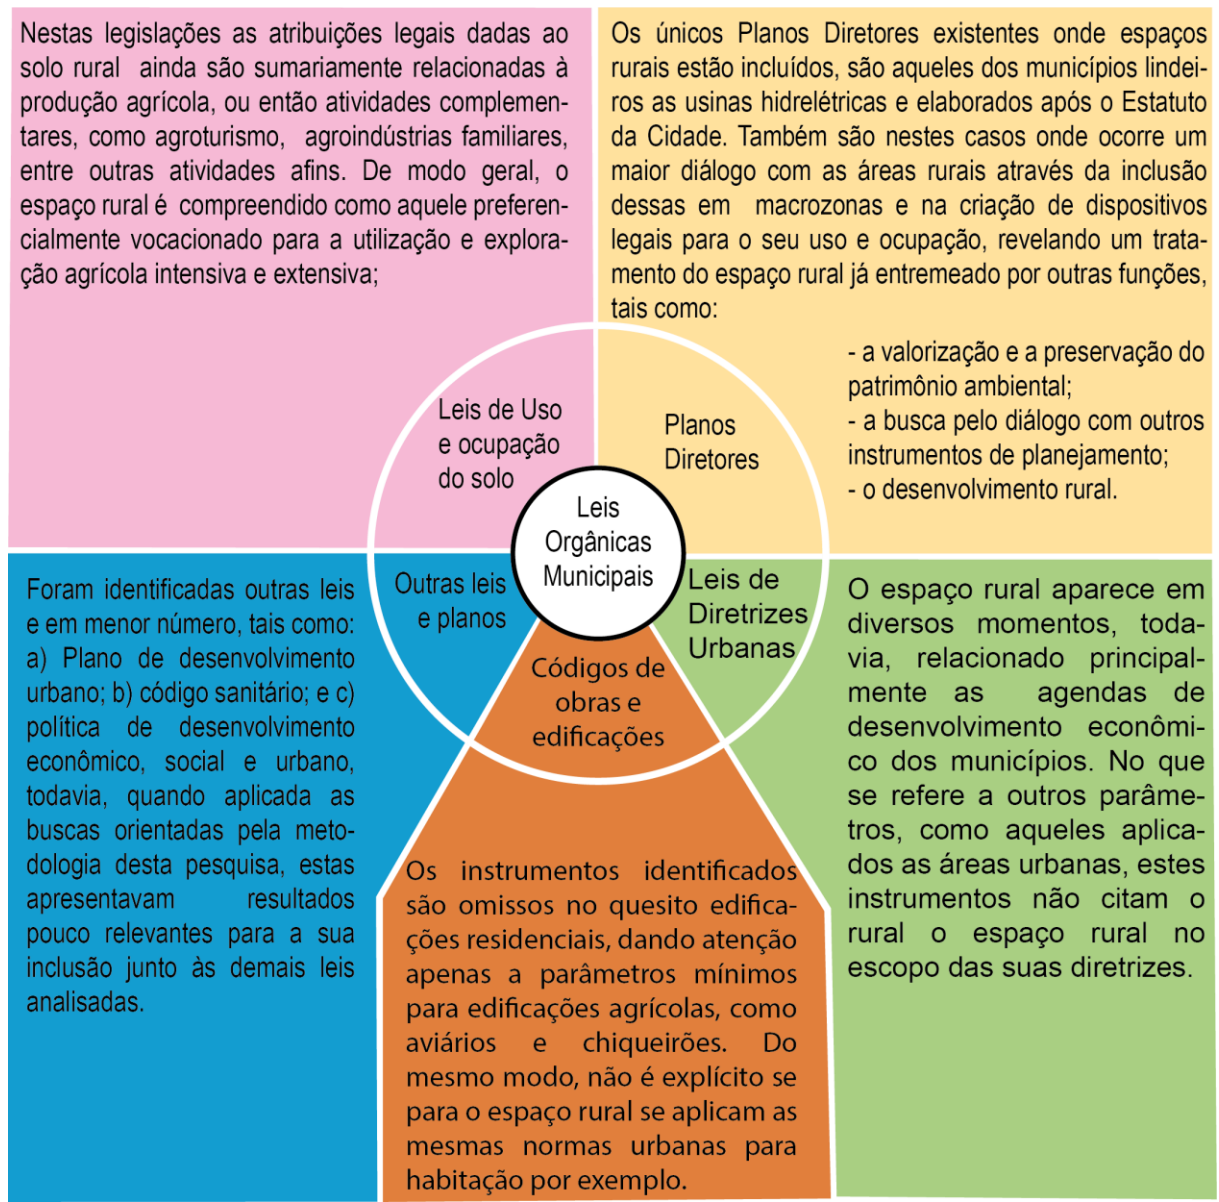 Nestas legislações as atribuições legais dadas ao
solo rural ainda são sumariamente relacionadas à
produção agrícola, ou então atividades complemen-
tares, como agroturismo, agroindústrias familiares,
entre outras atividades afins. De modo geral, o
espaço rural é compreendido como aquele preferen-
cialmente vocacionado para a utilização e explora-
ção agrícola intensiva e extensiva;
Os únicos Planos Diretores existentes onde espaços
rurais estão incluídos, são aqueles dos municípios lindei-
ros as usinas hidrelétricas e elaborados após o Estatuto
da Cidade. Também são nestes casos onde ocorre um
maior diálogo com as áreas rurais através da inclusão
dessas em macrozonas e na criação de dispositivos
legais para o seu uso e ocupação, revelando um trata-
mento do espaço rural já entremeado por outras funções,
tais como:
- a valorização e a preservação do
patrimônio ambiental;
- a busca pelo diálogo com outros
instrumentos de planejamento;
- o desenvolvimento rural.
Leis de Uso
e ocupação
do solo
Planos
Diretores
Leis
Orgânicas
Municipais
Outras leis
e planos
Leis de
Diretrizes
Urbanas
Códigos de
obras e
edificações
Foram identificadas outras leis
e em menor número, tais como:
a) Plano de desenvolvimento
urbano; b) código sanitário; e c)
política de desenvolvimento
econômico, social e urbano,
todavia, quando aplicada as
buscas orientadas pela meto-
dologia desta pesquisa, estas
apresentavam resultados
pouco relevantes para a sua
inclusão junto às demais leis
analisadas.
Os instrumentos identificados
são omissos no quesito edifica-
ções residenciais, dando atenção
apenas a parâmetros mínimos
para edificações agrícolas, como
aviários e chiqueirões. Do
mesmo modo, não é explícito se
para o espaço rural se aplicam as
mesmas normas urbanas para
habitação por exemplo.
O espaço rural aparece em
diversos momentos, toda-
via, relacionado principal-
mente as agendas de
desenvolvimento econômi-
co dos municípios. No que
se refere a outros parâme-
tros, como aqueles aplica-
dos as áreas urbanas, estes
instrumentos não citam o
rural o espaço rural no
escopo das suas diretrizes.